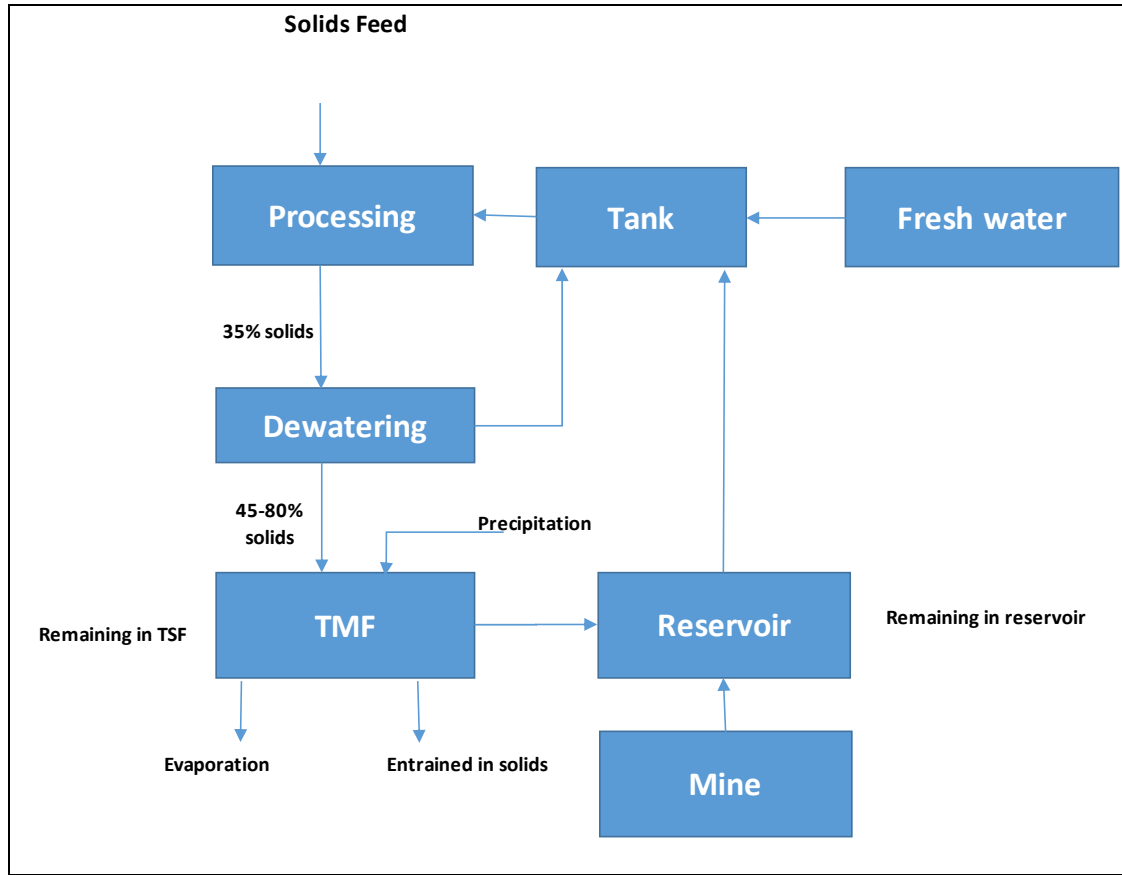 Solids Feed
Processing
Tank
Fresh water
35% solids
Dewatering
45-80%
solids
Precipitation
Remaining in TSF
TMF
Reservoir
Remaining in reservoir
Evaporation
Entrained in solids
Mine